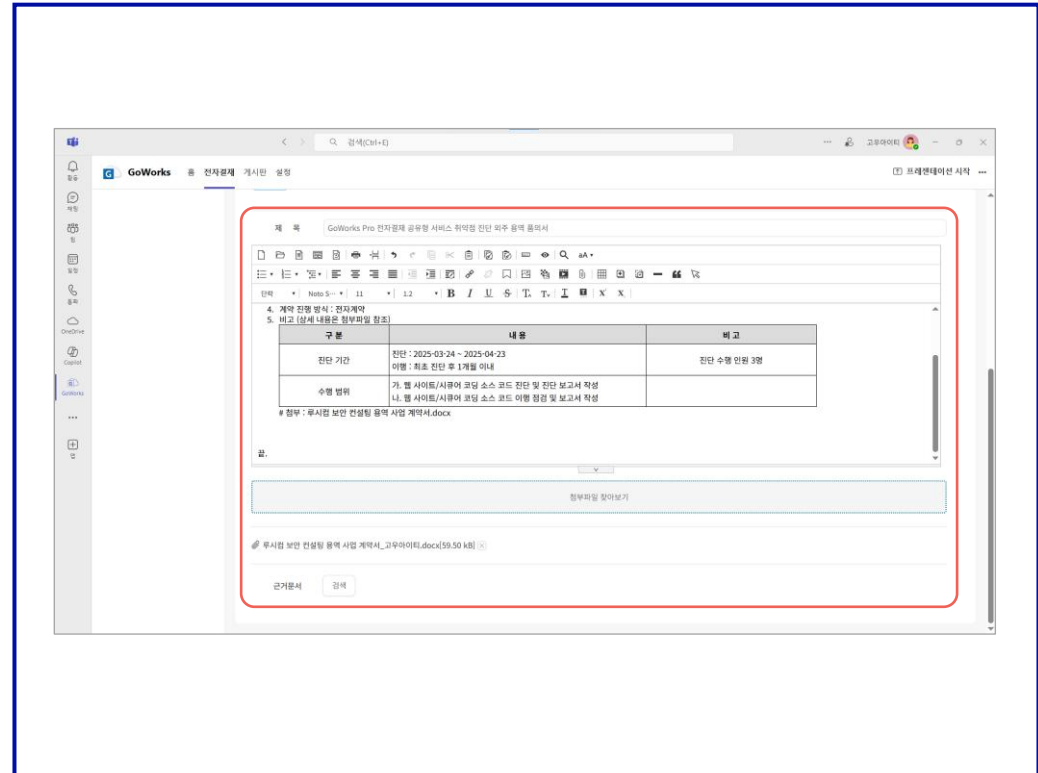 검색(Ctrl+E)
고우아이티
활동
채팅
팀
일정
통화
OneDrive
Copilot
GoWorks
앱
GoWorks 홈 전자결재 게시판 설정
프레젠테이션 시작
제 목
GoWorks Pro 전자결재 공유형 서비스 취약점 진단 외주 용역 품의서
단락 Noto S··· 11 1.2
4. 계약 진행 방식 : 전자계약
5. 비고 (상세 내용은 첨부파일 참조)
구 분 내 용 비 고
진단 기간
진단 : 2025-03-24 ~ 2025-04-23
이행 : 최초 진단 후 1개월 이내
진단 수행 인원 3명
수행 범위
가. 웹 사이트/시큐어 코딩 소스 코드 진단 및 진단 보고서 작성
나. 웹 사이트/시큐어 코딩 소스 코드 이행 점검 및 보고서 작성
# 첨부 : 루시컴 보안 컨설팅 용역 사업 계약서.docx
끝.
첨부파일 찾아보기
루시컴 보안 컨설팅 용역 사업 계약서_고우아이티.docx[59.50 kB]
근거문서 검색